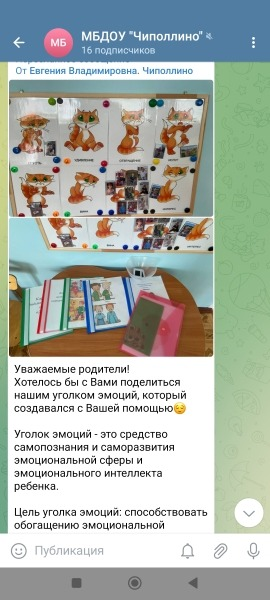 МБДОУ "Чиполлино"
МБ
16 подписчиков
От Евгения Владимировна. Чиполлино
УДИВЛЕНИЕ
ОТВРАЩЕНИЕ
Уважаемые родители!
Хотелось бы с Вами поделиться
нашим уголком эмоций, который
создавался с Вашей помощью😌
Уголок эмоций - это средство
самопознания и саморазвития
эмоциональной сферы и
эмоционального интеллекта
ребенка.
Цель уголка эмоций: способствовать
обогащению эмоциональной
Публикация